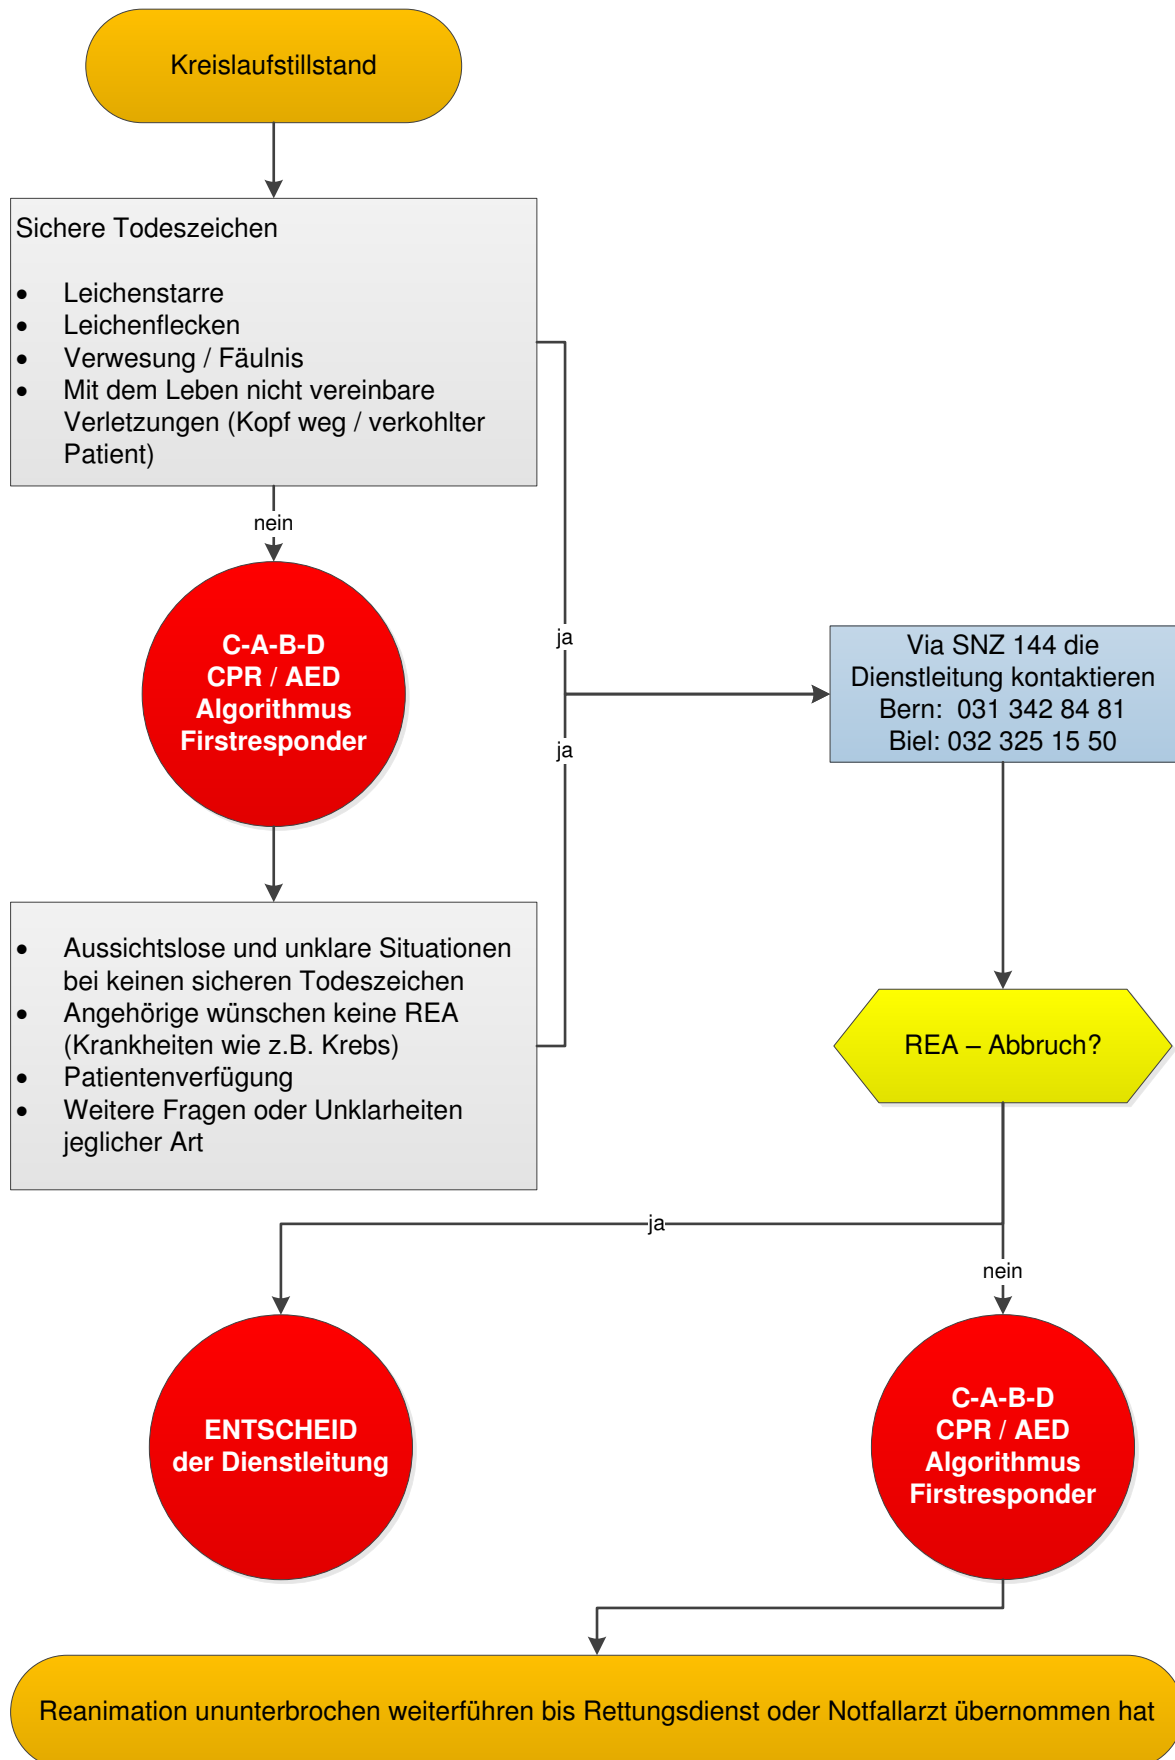 Kreislaufstillstand
Sichere Todeszeichen
• Leichenstarre
• Leichenflecken
• Verwesung / Fäulnis
• Mit dem Leben nicht vereinbare
Verletzungen (Kopf weg / verkohlter
Patient)
nein
ja
C-A-B-D
CPR / AED
Algorithmus
Firstresponder
ja
Via SNZ 144 die
Dienstleitung kontaktieren
Bern: 031 342 84 81
Biel: 032 325 15 50
• Aussichtslose und unklare Situationen
bei keinen sicheren Todeszeichen
• Angehörige wünschen keine REA
(Krankheiten wie z.B. Krebs)
• Patientenverfügung
• Weitere Fragen oder Unklarheiten
jeglicher Art
REA – Abbruch?
ja
nein
ENTSCHEID
der Dienstleitung
C-A-B-D
CPR / AED
Algorithmus
Firstresponder
Reanimation ununterbrochen weiterführen bis Rettungsdienst oder Notfallarzt übernommen hat